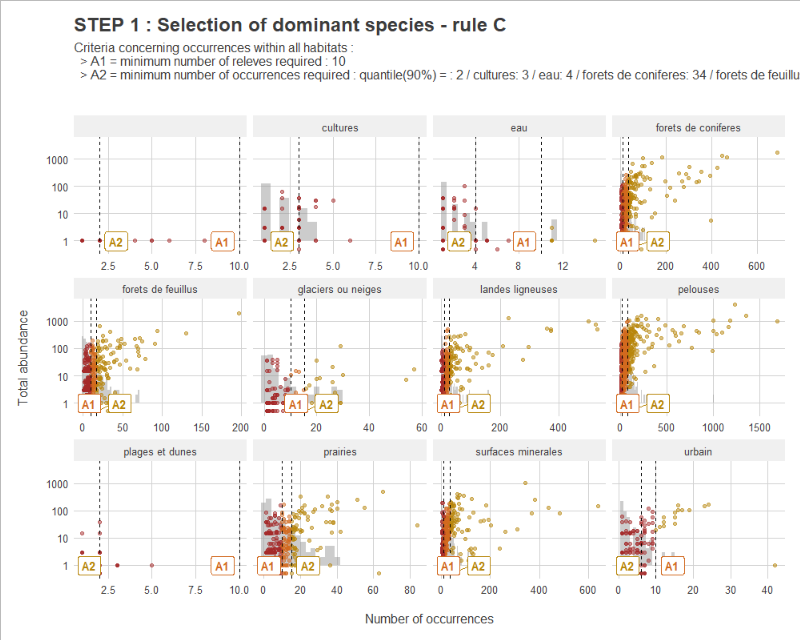 STEP 1 : Selection of dominant species - rule C
Criteria concerning occurrences within all habitats :
> A1 = minimum number of releves required : 10
> A2 = minimum number of occurrences required : quantile(90%) = : 2 / cultures: 3 / eau: 4 / forets de coniferes: 34 / forets de feuillu
cultures eau forets de coniferes
1000
100
10
1
A2 A1 A2 A1 A2 A1 A1 A2
2.5 5.0 7.5 10.0 2.5 5.0 7.5 10.0 4 8 12 0 200 400 600
forets de feuillus glaciers ou neiges landes ligneuses pelouses
Total abundance
1000
100
10
1
A1 A2 A1 A2 A1 A2 A1 A2
0 50 100 150 200 0 20 40 60 0 200 400 600 0 500 1000 1500
plages et dunes prairies surfaces minerales urbain
1000
100
10
1
A2 A1 A1 A2 A1 A2 A2 A1
2.5 5.0 7.5 10.0 0 20 40 60 80 0 200 400 600 0 10 20 30 40
Number of occurrences